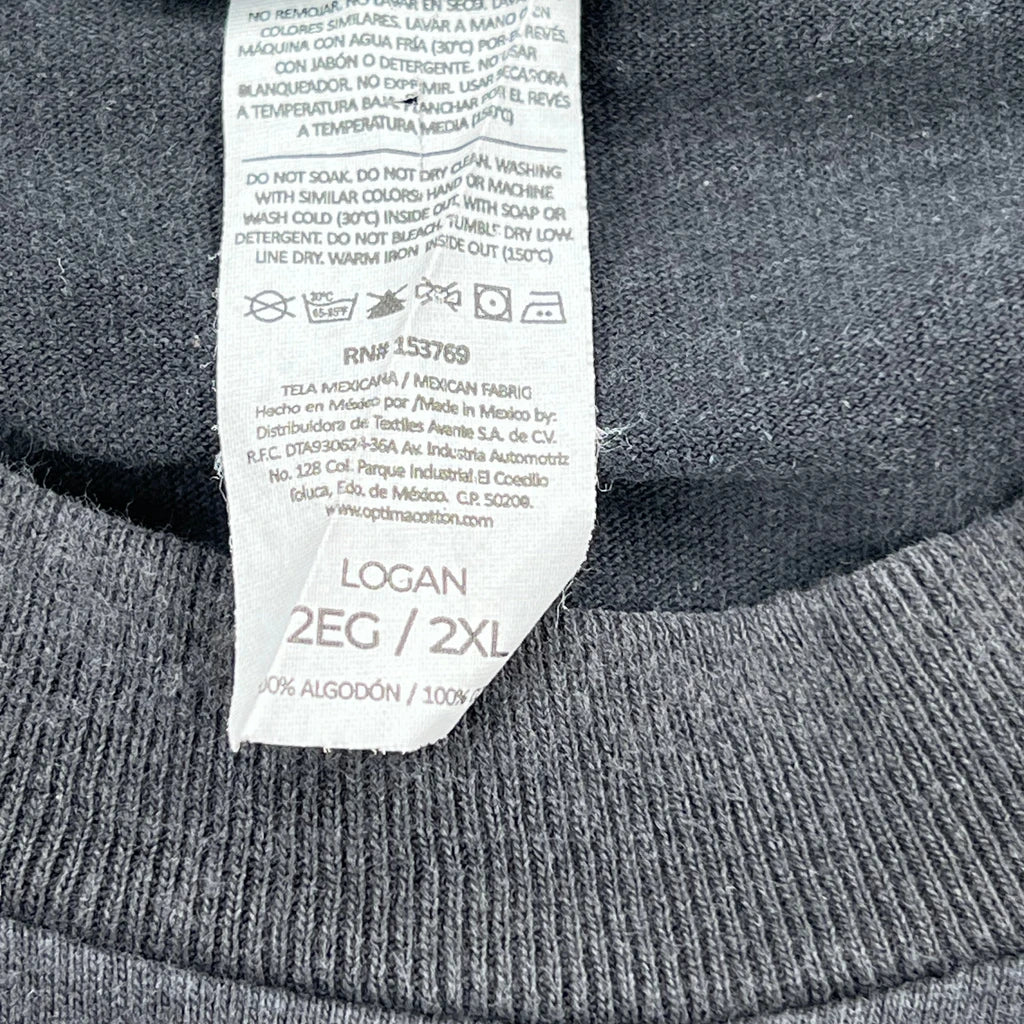 NO REMOJAR. NO LAVAR EN SECO. LAVAR
COLORES SIMILARES. LAVAR A MANO O EN
MÁQUINA CON AGUA FRÍA (30°C) POR EL REVÉS.
CON JABÓN O DETERGENTE. NO USAR
BLANQUEADOR. NO EXPRIMIR. USAR SECADORA
A TEMPERATURA BAJA. PLANCHAR POR EL REVÉS
A TEMPERATURA MEDIA (150°C)
DO NOT SOAK. DO NOT DRY CLEAN. WASHING
WITH SIMILAR COLORS; HAND OR MACHINE
WASH COLD (30°C) INSIDE OUT, WITH SOAP OR
DETERGENT. DO NOT BLEACH. TUMBLE DRY LOW.
LINE DRY. WARM IRON INSIDE OUT (150°C)
30°C
65-85°F
RN# 153769
TELA MEXICANA / MEXICAN FABRIC
Hecho en México por /Made in Mexico by:
Distribuidora de Textiles Avante S.A. de C.V.
R.F.C. DTA930624-36A Av. Industria Automotriz
No. 128 Col. Parque Industrial El Coecillo
Toluca, Edo. de México. C.P. 50200.
www.optimacotton.com
LOGAN
2EG / 2XL
ALGODÓN / 100%